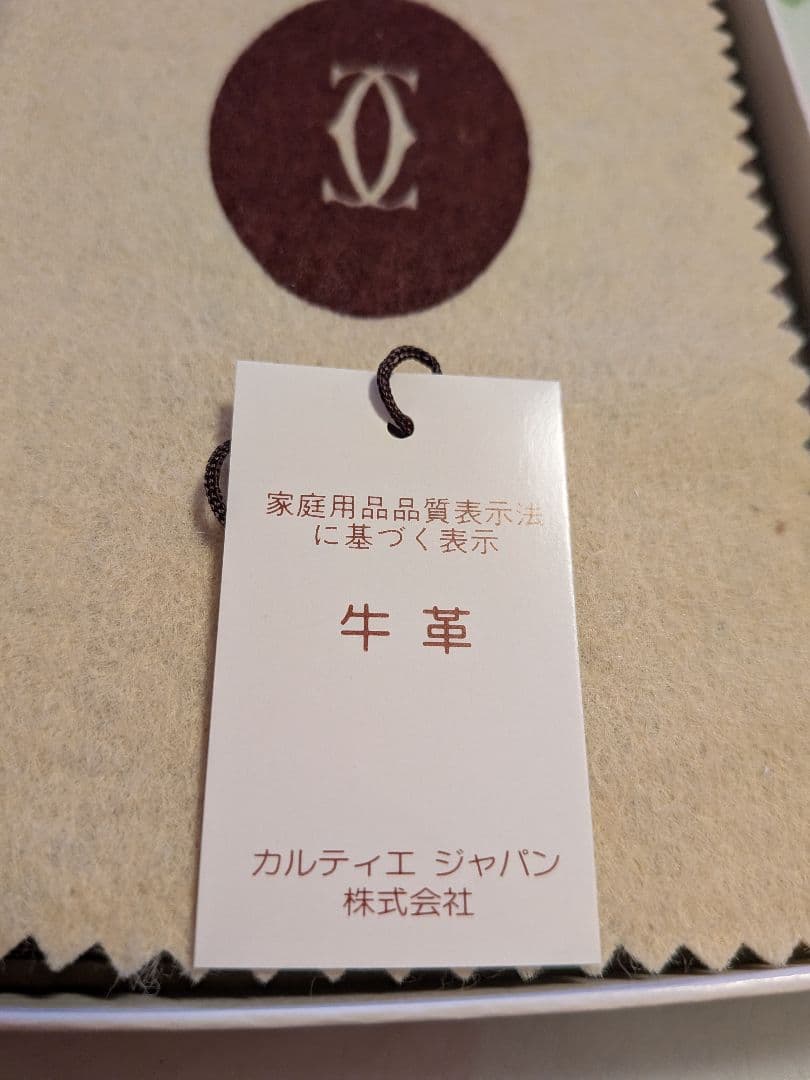 家庭用品品質表示法
に基づく表示
牛革
カルティエ ジャパン
株式会社